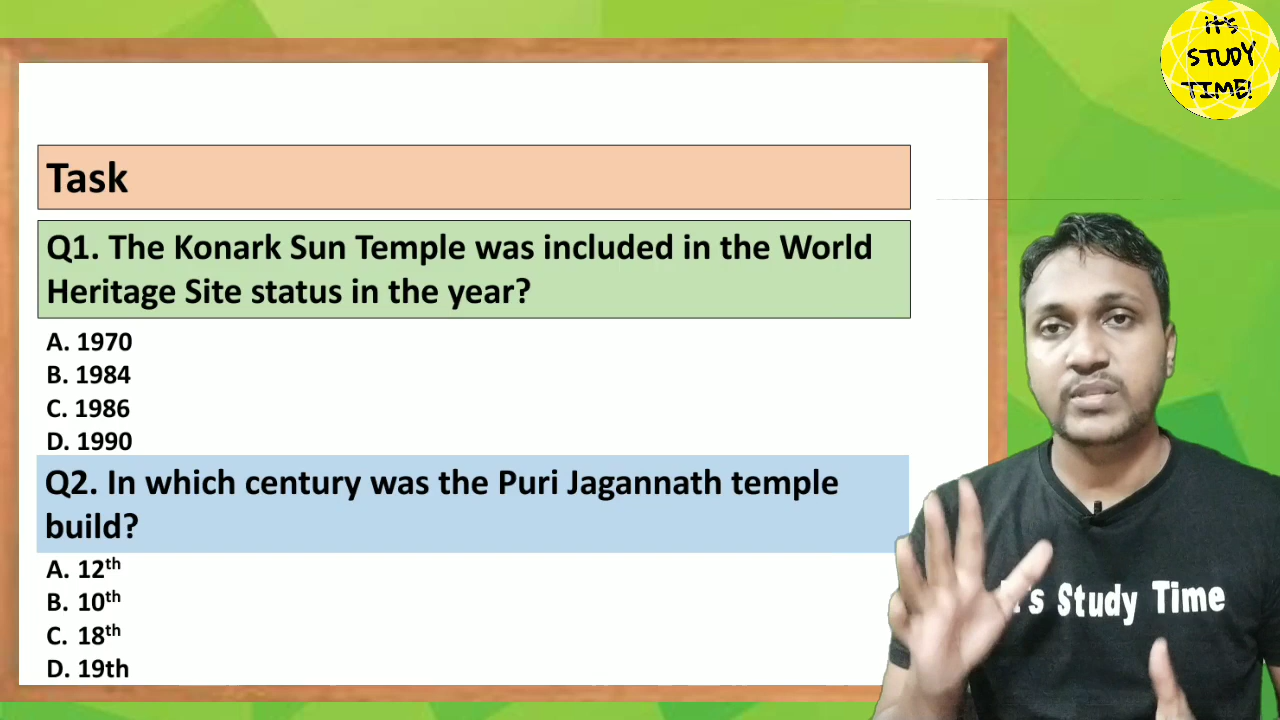 IT'S
STUDY
TIME!
Task
Q1. The Konark Sun Temple was included in the World
Heritage Site status in the year?
A. 1970
B. 1984
C. 1986
D. 1990
Q2. In which century was the Puri Jagannath temple
build?
A. 12th
B. 10th
C. 18th
D. 19th
It's Study Time